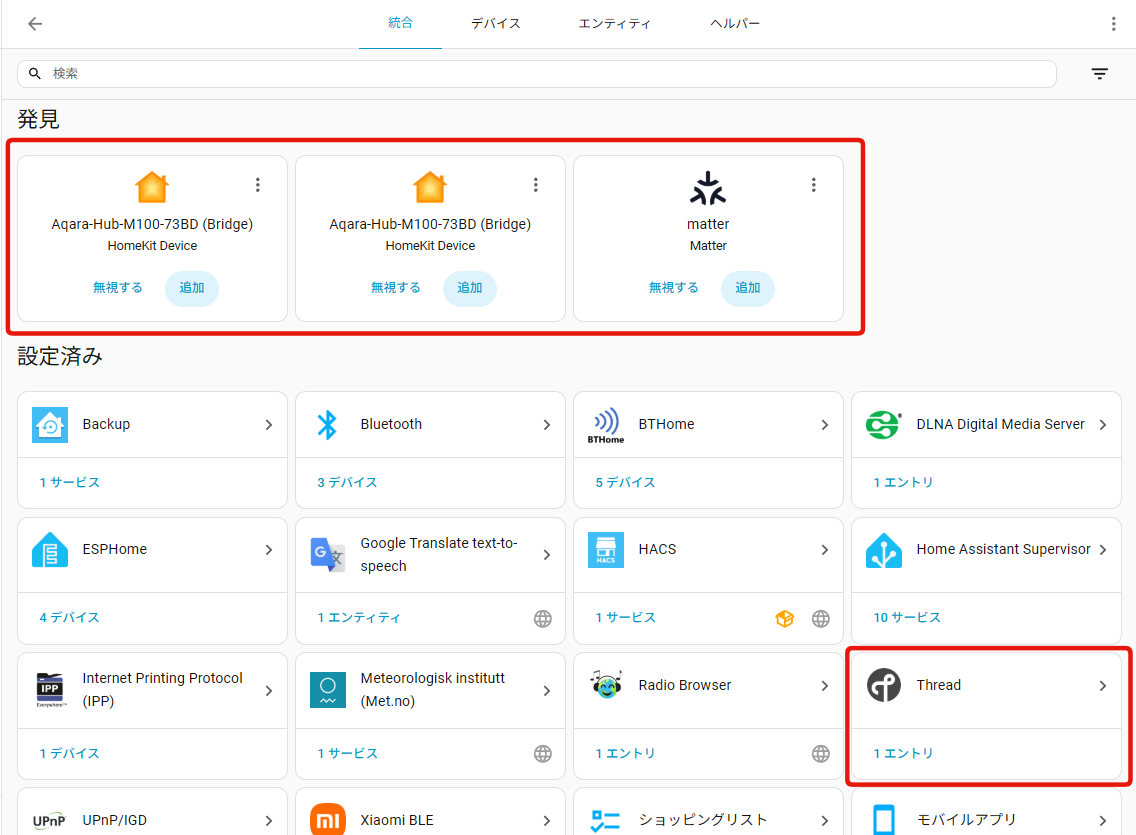 統合 デバイス エンティティ ヘルパー
検索
発見
Aqara-Hub-M100-73BD (Bridge)
HomeKit Device
無視する 追加
Aqara-Hub-M100-73BD (Bridge)
HomeKit Device
無視する 追加
matter
Matter
無視する 追加
設定済み
Backup
1 サービス
Bluetooth
3 デバイス
BTHome
BTHome
5 デバイス
DLNA Digital Media Server
1 エントリ
ESPHome
4 デバイス
G 文
Google Translate text-to-
speech
1 エンティティ
HACS
HACS
1 サービス
Home Assistant Supervisor
10 サービス
IPP
Everywhere
Internet Printing Protocol
(IPP)
1 デバイス
Meteorologisk institutt
(Met.no)
1 サービス
Radio Browser
1 エントリ
Thread
1 エントリ
UPnP
UPnP/IGD
mi
Xiaomi BLE
ショッピングリスト
モバイルアプリ